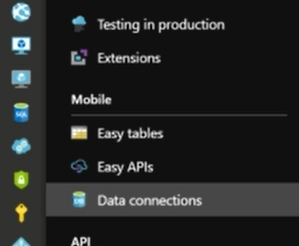 Testing in production
Extensions
Mobile
Easy tables
Easy APIs
Data connections
API